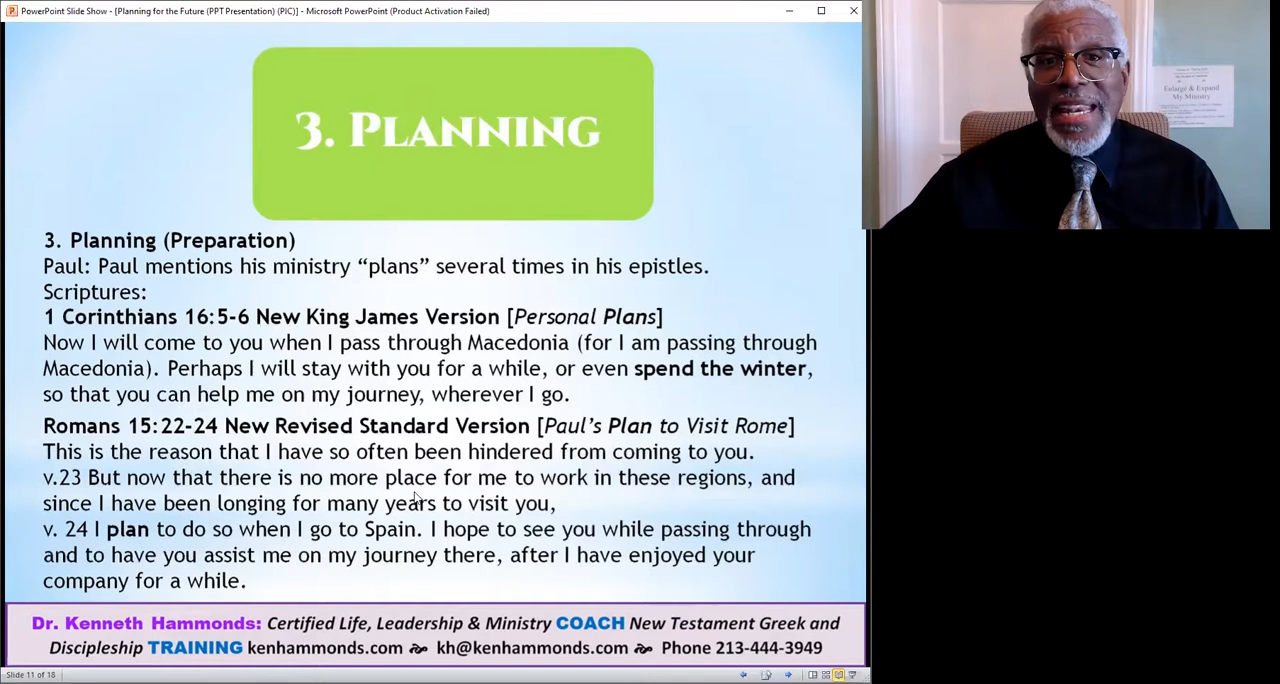 PowerPoint Slide Show - [Planning for the Future (PPT Presentation) (PIC)] - Microsoft PowerPoint (Product Activation Failed)
3. Planning
3. Planning (Preparation)
Paul: Paul mentions his ministry “plans” several times in his epistles.
Scriptures:
1 Corinthians 16:5-6 New King James Version [Personal Plans]
Now I will come to you when I pass through Macedonia (for I am passing through
Macedonia). Perhaps I will stay with you for a while, or even spend the winter,
so that you can help me on my journey, wherever I go.
Romans 15:22-24 New Revised Standard Version [Paul’s Plan to Visit Rome]
This is the reason that I have so often been hindered from coming to you.
v.23 But now that there is no more place for me to work in these regions, and
since I have been longing for many years to visit you,
v. 24 I plan to do so when I go to Spain. I hope to see you while passing through
and to have you assist me on my journey there, after I have enjoyed your
company for a while.
Dr. Kenneth Hammonds: Certified Life, Leadership & Ministry COACH New Testament Greek and
Discipleship TRAINING kenhammonds.com kh@kenhammonds.com Phone 213-444-3949
Slide 11 of 18
Enlarge & Expand
My Ministry